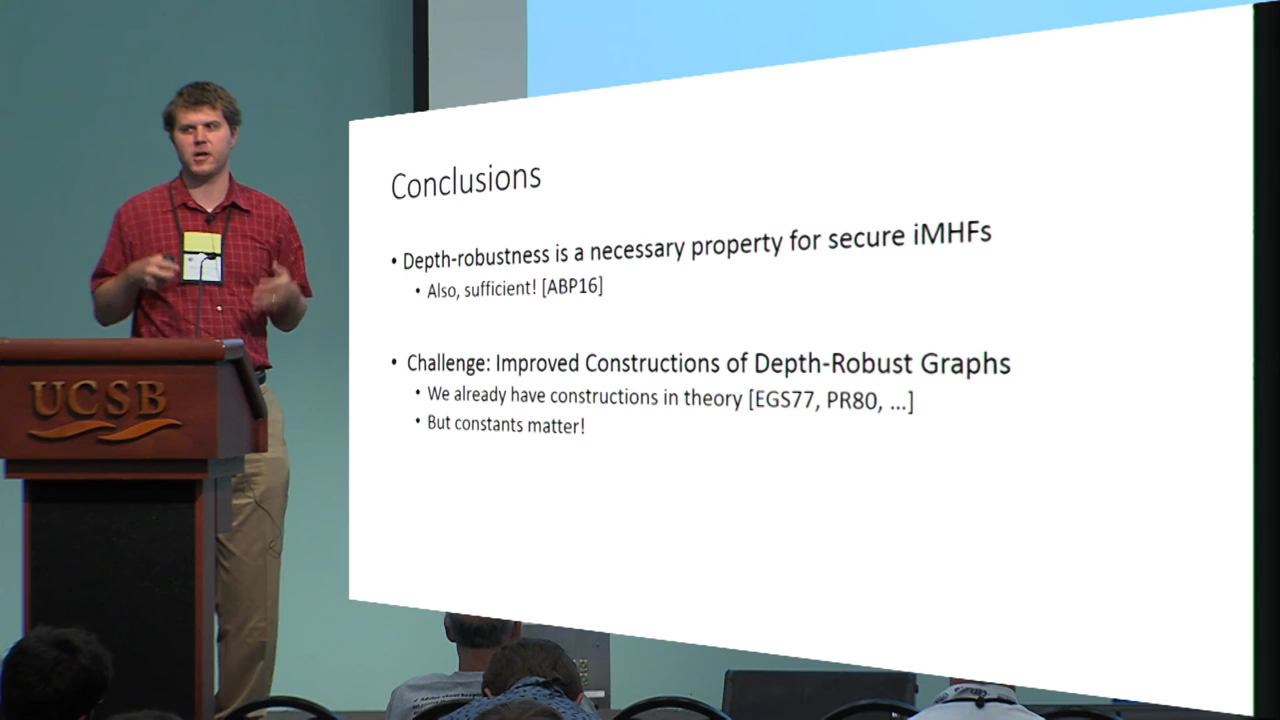 Conclusions
• Depth-robustness is a necessary property for secure iMHFs
• Also, sufficient! [ABP16]
• Challenge: Improved Constructions of Depth-Robust Graphs
• We already have constructions in theory [EGS77, PR80, ...]
• But constants matter!
UCSB